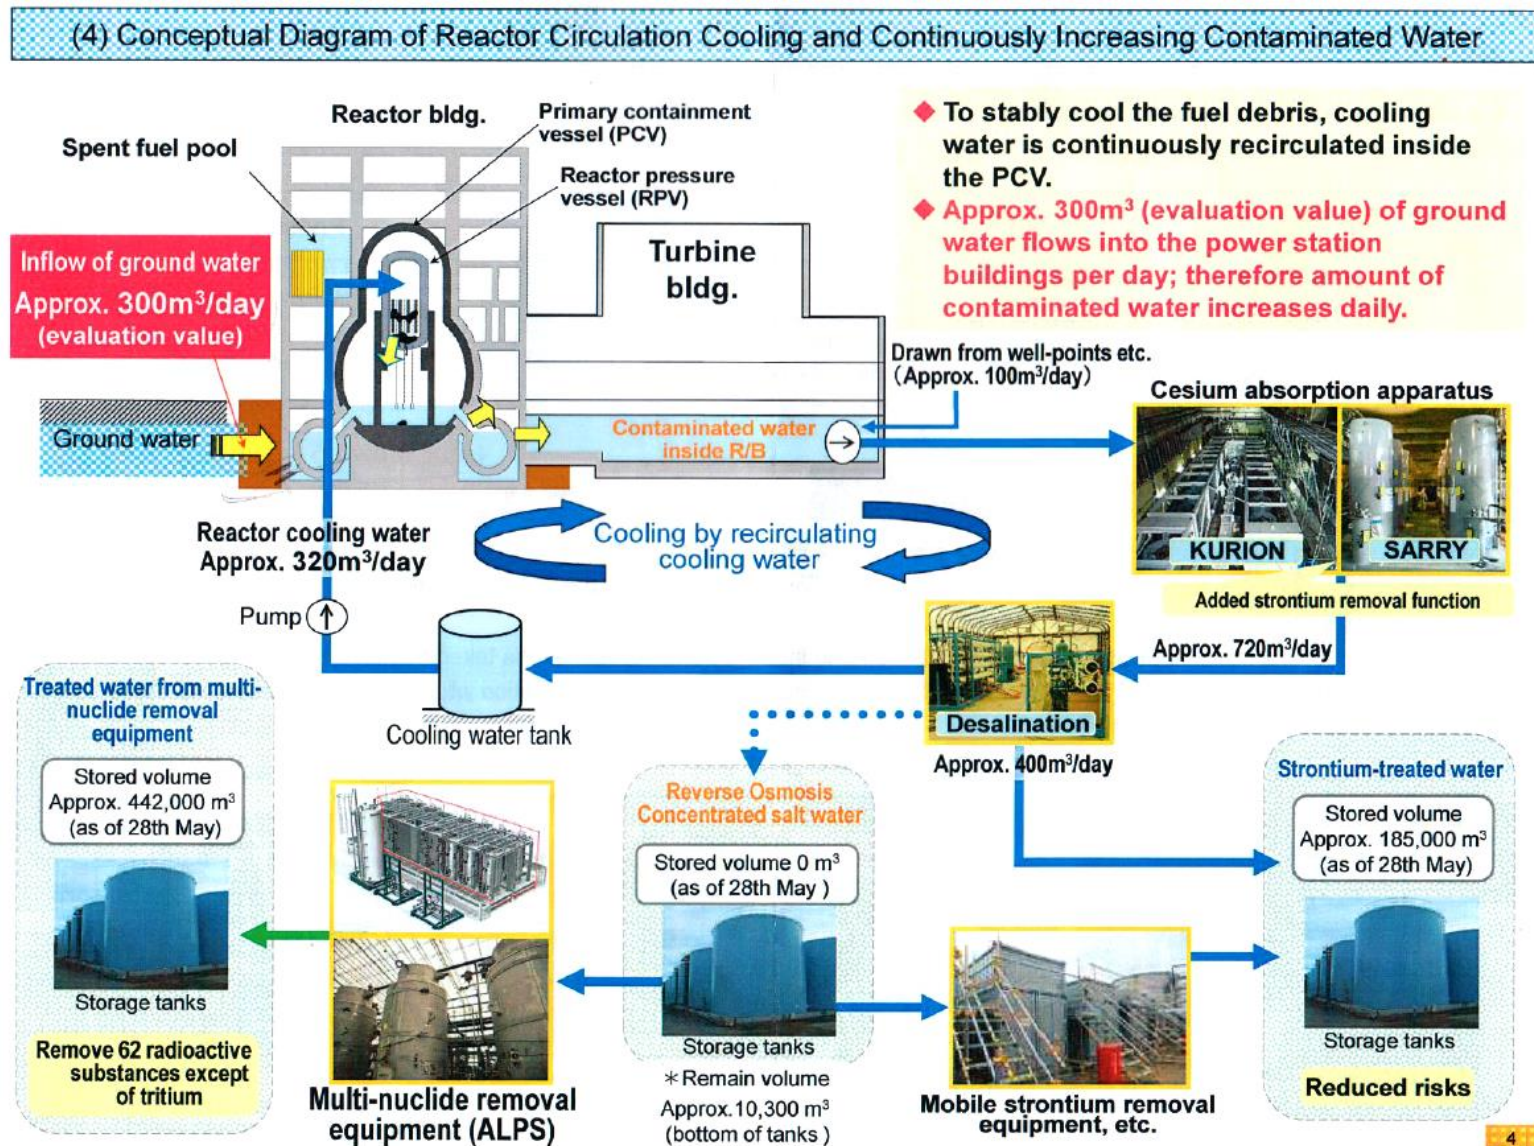 (4) Conceptual Diagram of Reactor Circulation Cooling and Continuously Increasing Contaminated Water
Reactor bldg.
Primary containment
vessel (PCV)
Spent fuel pool
Reactor pressure
vessel (RPV)
◆ To stably cool the fuel debris, cooling
water is continuously recirculated inside
the PCV.
◆ Approx. 300m³ (evaluation value) of ground
water flows into the power station
buildings per day; therefore amount of
contaminated water increases daily.
Inflow of ground water
Approx. 300m³/day
(evaluation value)
Turbine
bldg.
Drawn from well-points etc.
(Approx. 100m³/day)
Cesium absorption apparatus
Ground water
Contaminated water
inside R/B
KURION
SARRY
Added strontium removal function
Reactor cooling water
Approx. 320m³/day
Cooling by recirculating
cooling water
Pump
Approx. 720m³/day
Cooling water tank
Desalination
Approx. 400m³/day
Treated water from multi-
nuclide removal
equipment
Stored volume
Approx. 442,000 m³
(as of 28th May)
Storage tanks
Remove 62 radioactive
substances except
of tritium
Multi-nuclide removal
equipment (ALPS)
Reverse Osmosis
Concentrated salt water
Stored volume 0 m³
(as of 28th May )
Storage tanks
＊Remain volume
Approx.10,300 m³
(bottom of tanks )
Mobile strontium removal
equipment, etc.
Strontium-treated water
Stored volume
Approx. 185,000 m³
(as of 28th May)
Storage tanks
Reduced risks
4